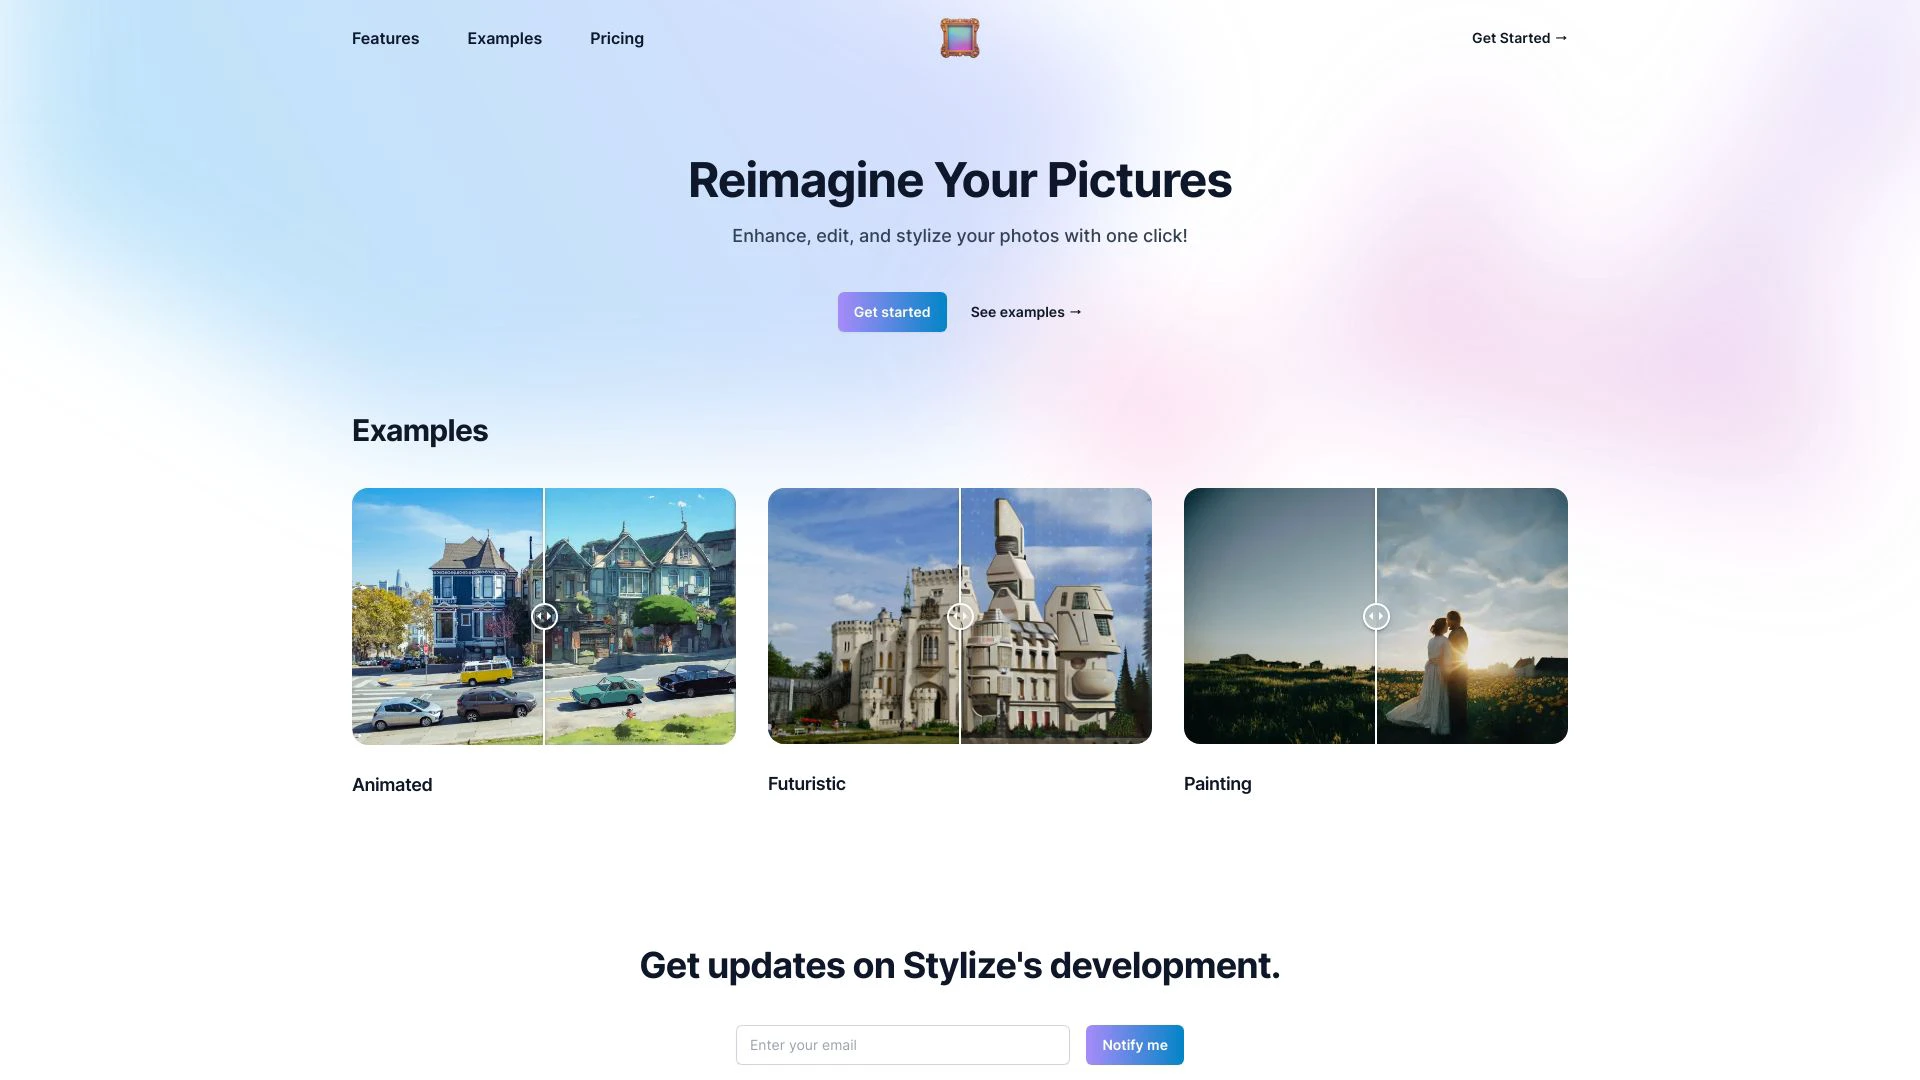 Features
Examples
Pricing
Get Started →
Reimagine Your Pictures
Enhance, edit, and stylize your photos with one click!
Get started
See examples →
Examples
Animated
Futuristic
Painting
Get updates on Stylize's development.
Enter your email
Notify me